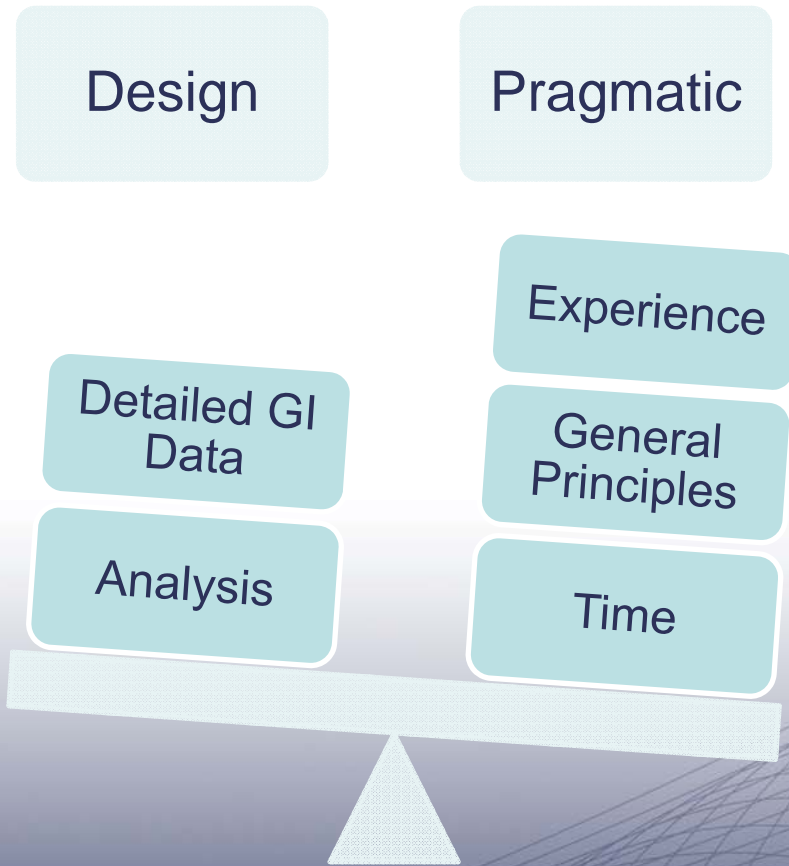 Design
Pragmatic
Detailed GI
Data
Analysis
Experience
General
Principles
Time